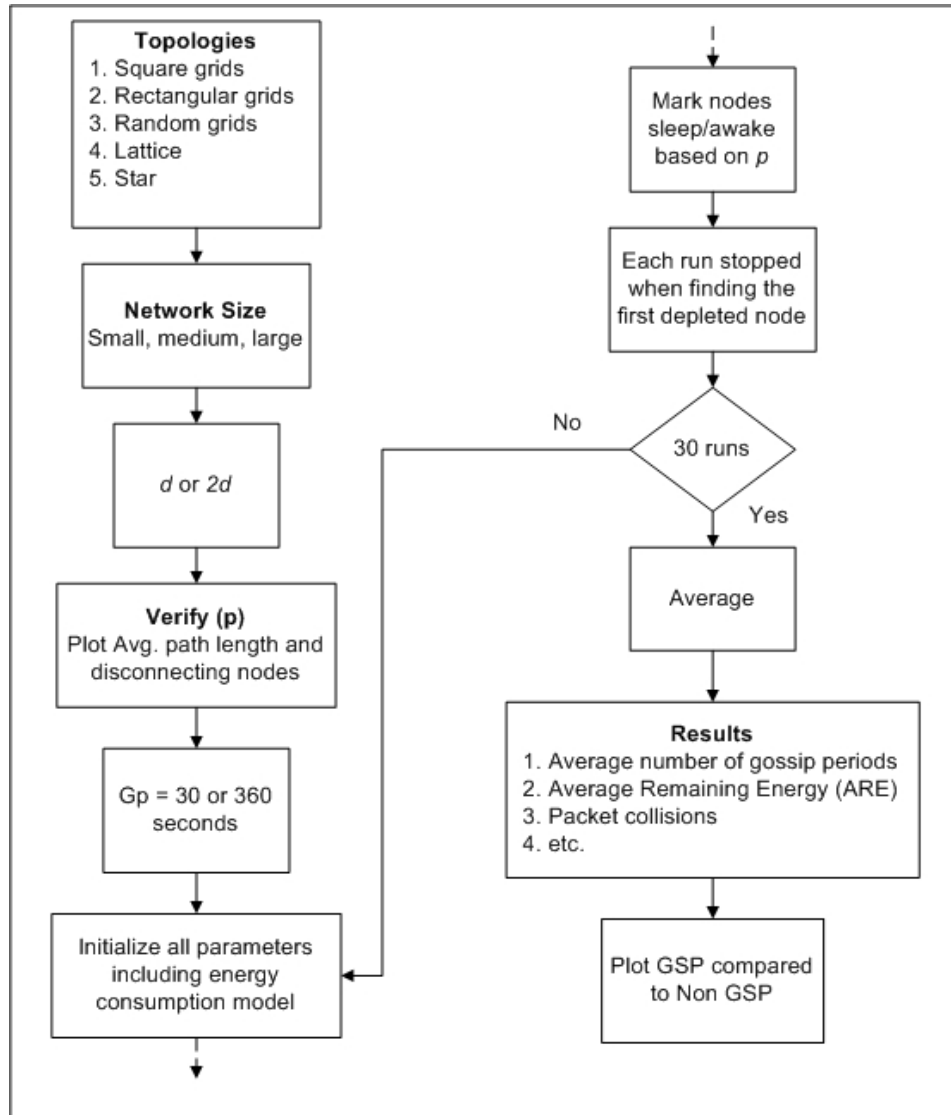 Topologies
1. Square grids
2. Rectangular grids
3. Random grids
4. Lattice
5. Star
Network Size
Small, medium, large
d or 2d
Verify (p)
Plot Avg. path length and
disconnecting nodes
Gp = 30 or 360
seconds
Initialize all parameters
including energy
consumption model
Mark nodes
sleep/awake
based on p
Each run stopped
when finding the
first depleted node
30 runs
No
Yes
Average
Results
1. Average number of gossip periods
2. Average Remaining Energy (ARE)
3. Packet collisions
4. etc.
Plot GSP compared
to Non GSP